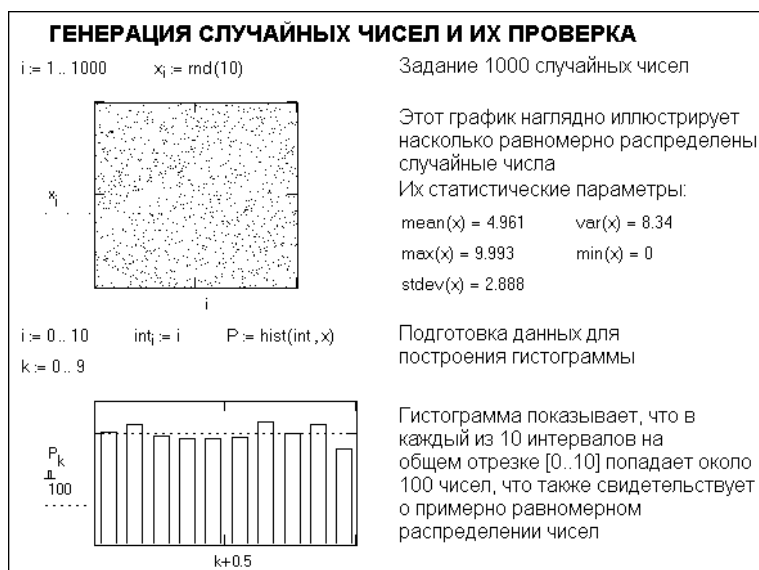 ГЕНЕРАЦИЯ СЛУЧАЙНЫХ ЧИСЕЛ И ИХ ПРОВЕРКА
i := 1.. 1000 xᵢ := rnd(10) Задание 1000 случайных чисел
Этот график наглядно иллюстрирует
насколько равномерно распределены
случайные числа
Их статистические параметры:
xᵢ
mean(x) = 4.961 var(x) = 8.34
max(x) = 9.993 min(x) = 0
stdev(x) = 2.888
i
i := 0.. 10 intᵢ := i P := hist(int , x)
k := 0.. 9
Подготовка данных для
построения гистограммы
Pₖ
100
k+0.5
Гистограмма показывает, что в
каждый из 10 интервалов на
общем отрезке [0..10] попадает около
100 чисел, что также свидетельствует
о примерно равномерном
распределении чисел